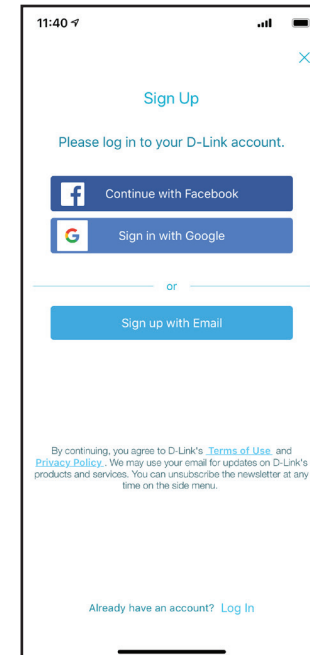 11:40
Sign Up
Please log in to your D-Link account.
Continue with Facebook
Sign in with Google
or
Sign up with Email
By continuing, you agree to D-Link's Terms of Use and
Privacy Policy . We may use your email for updates on D-Link's
products and services. You can unsubscribe the newsletter at any
time on the side menu.
Already have an account? Log In